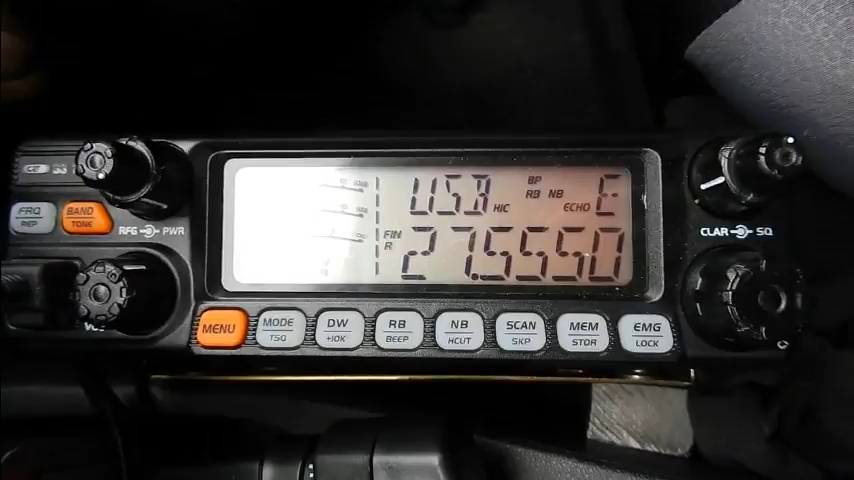 USB HIC BP RB NB ECHO E
FIN R 27.5550
FRQ BAND
REP TONE
RFG PWR
CLAR SQ
MENU MODE DW RB NB SCAN MEM EMG
TSQ +10K BEEP HCUT SKP STOR LOCK